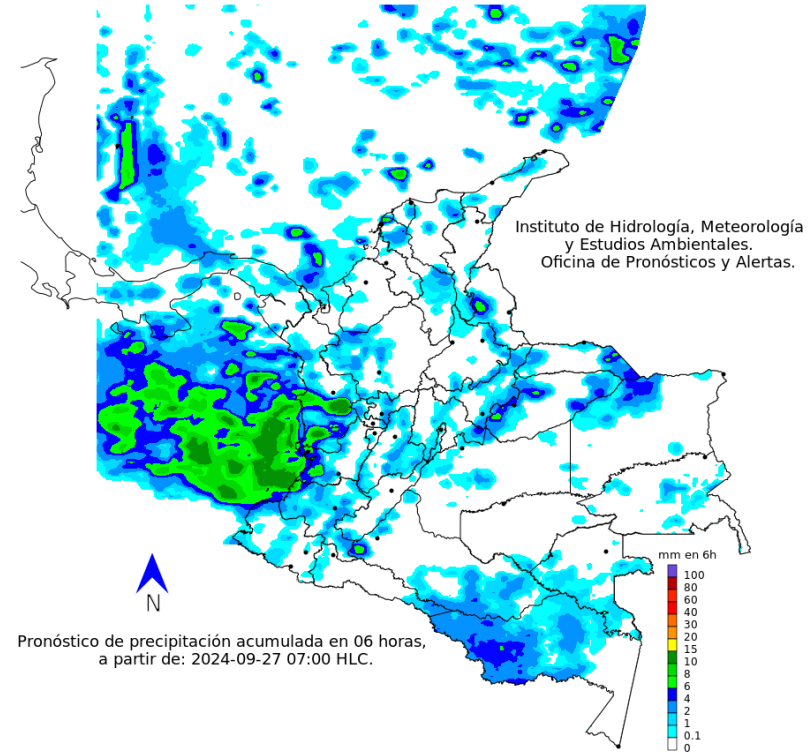 Instituto de Hidrología, Meteorología
y Estudios Ambientales.
Oficina de Pronósticos y Alertas.
mm en 6h
100
80
60
40
30
20
15
10
8
6
4
2
1
0.1
0
N
Pronóstico de precipitación acumulada en 06 horas,
a partir de: 2024-09-27 07:00 HLC.